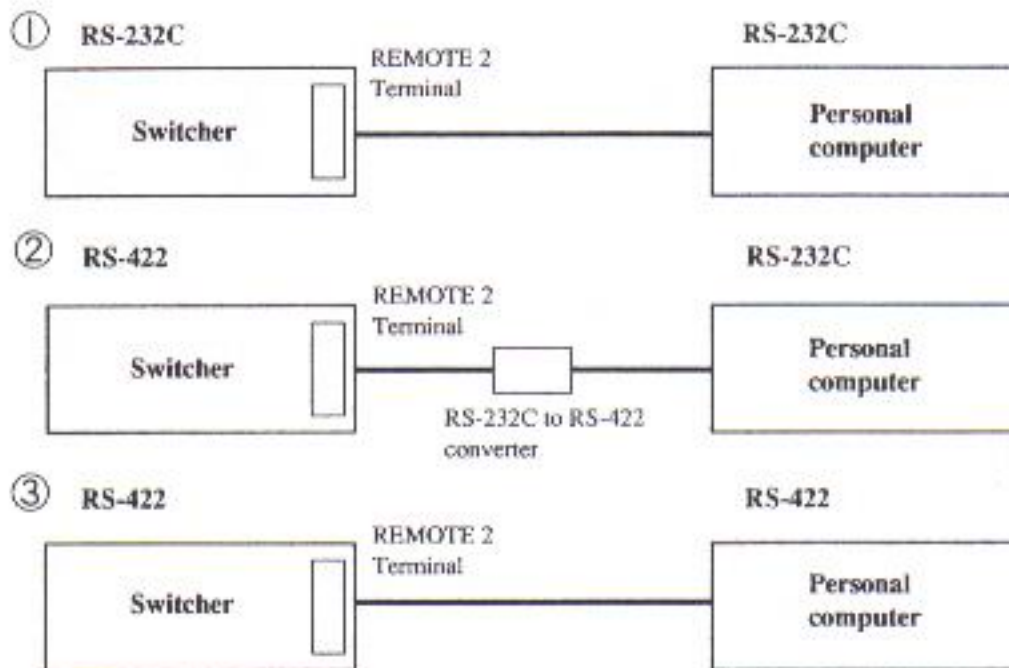 ① RS-232C
RS-232C
REMOTE 2
Terminal
Switcher
Personal
computer
② RS-422
RS-232C
REMOTE 2
Terminal
Switcher
Personal
computer
RS-232C to RS-422
converter
③ RS-422
RS-422
REMOTE 2
Terminal
Switcher
Personal
computer